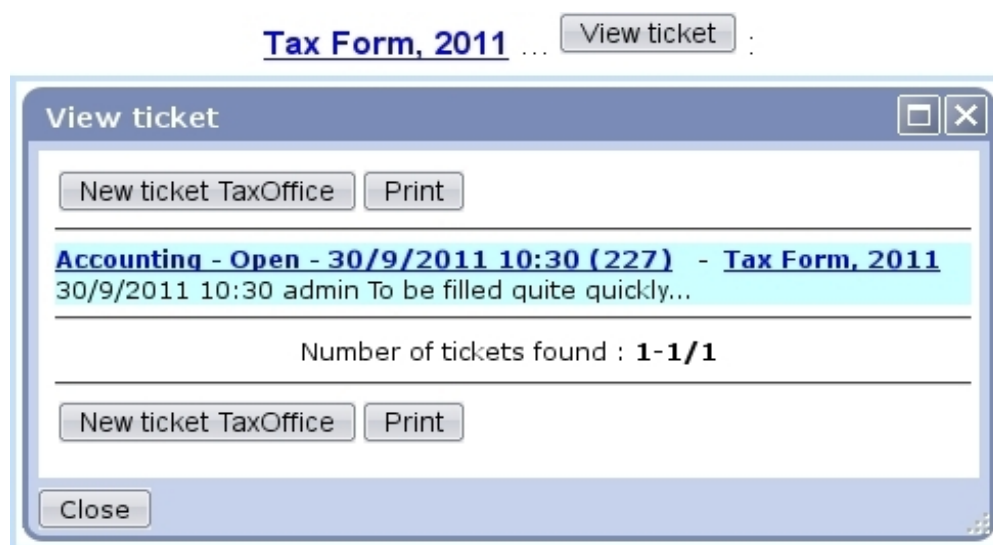 Tax Form, 2011 ... View ticket :
View ticket
New ticket TaxOffice Print
Accounting - Open - 30/9/2011 10:30 (227) - Tax Form, 2011
30/9/2011 10:30 admin To be filled quite quickly...
Number of tickets found : 1-1/1
New ticket TaxOffice Print
Close